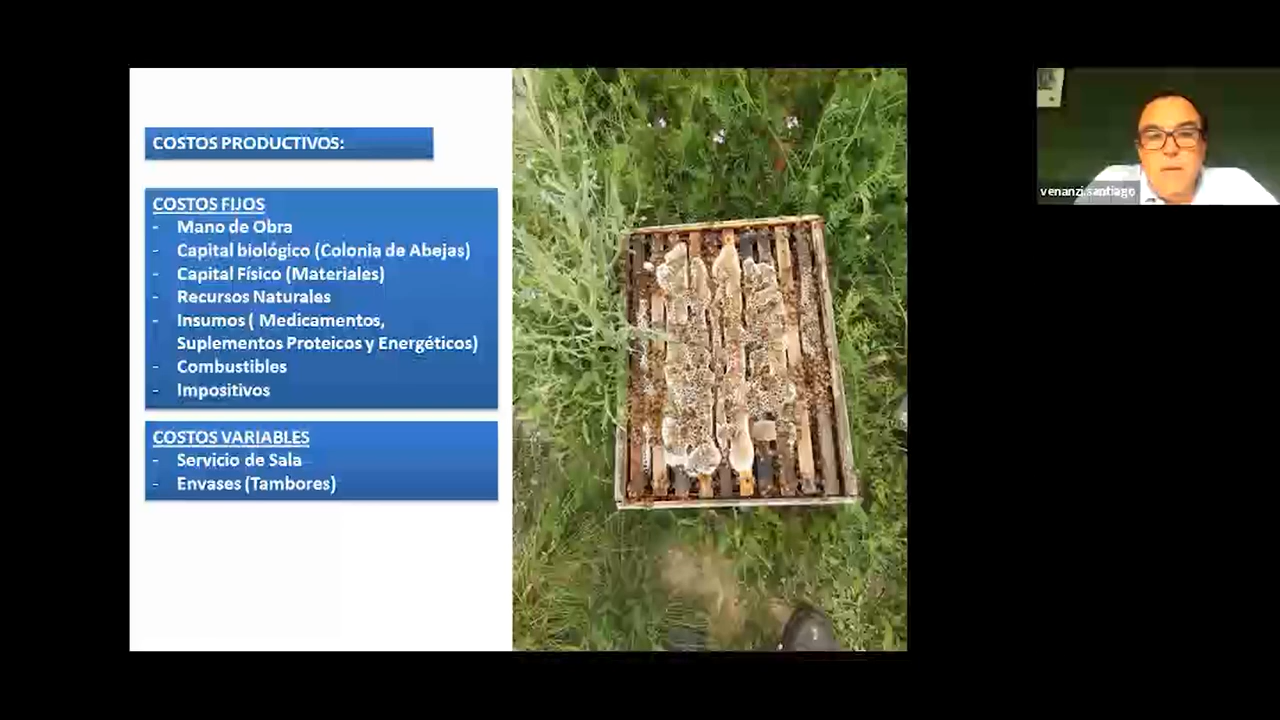 COSTOS PRODUCTIVOS:
COSTOS FIJOS
- Mano de Obra
- Capital biológico (Colonia de Abejas)
- Capital Físico (Materiales)
- Recursos Naturales
- Insumos ( Medicamentos,
Suplementos Proteicos y Energéticos)
- Combustibles
- Impositivos
COSTOS VARIABLES
- Servicio de Sala
- Envases (Tambores)
venanzi.santiago